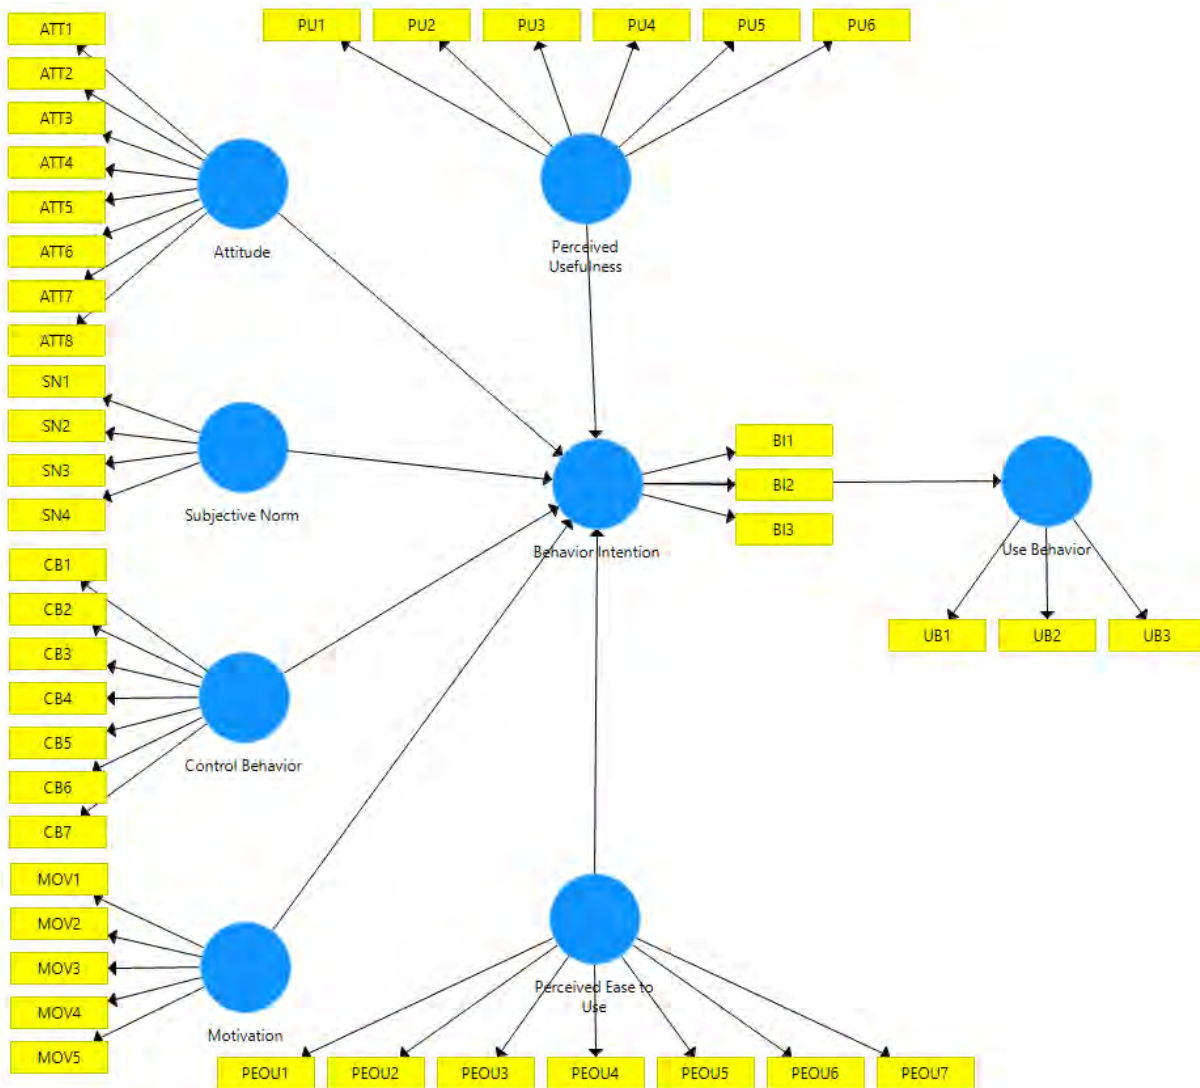 ATT1
ATT2
ATT3
ATT4
ATT5
ATT6
ATT7
ATT8
Attitude
PU1
PU2
PU3
PU4
PU5
PU6
Perceived
Usefulness
SN1
SN2
SN3
SN4
Subjective Norm
BI1
BI2
BI3
Behavior Intention
Use Behavior
UB1
UB2
UB3
CB1
CB2
CB3
CB4
CB5
CB6
CB7
Control Behavior
MOV1
MOV2
MOV3
MOV4
MOV5
Motivation
Perceived Ease to
Use
PEOU1
PEOU2
PEOU3
PEOU4
PEOU5
PEOU6
PEOU7